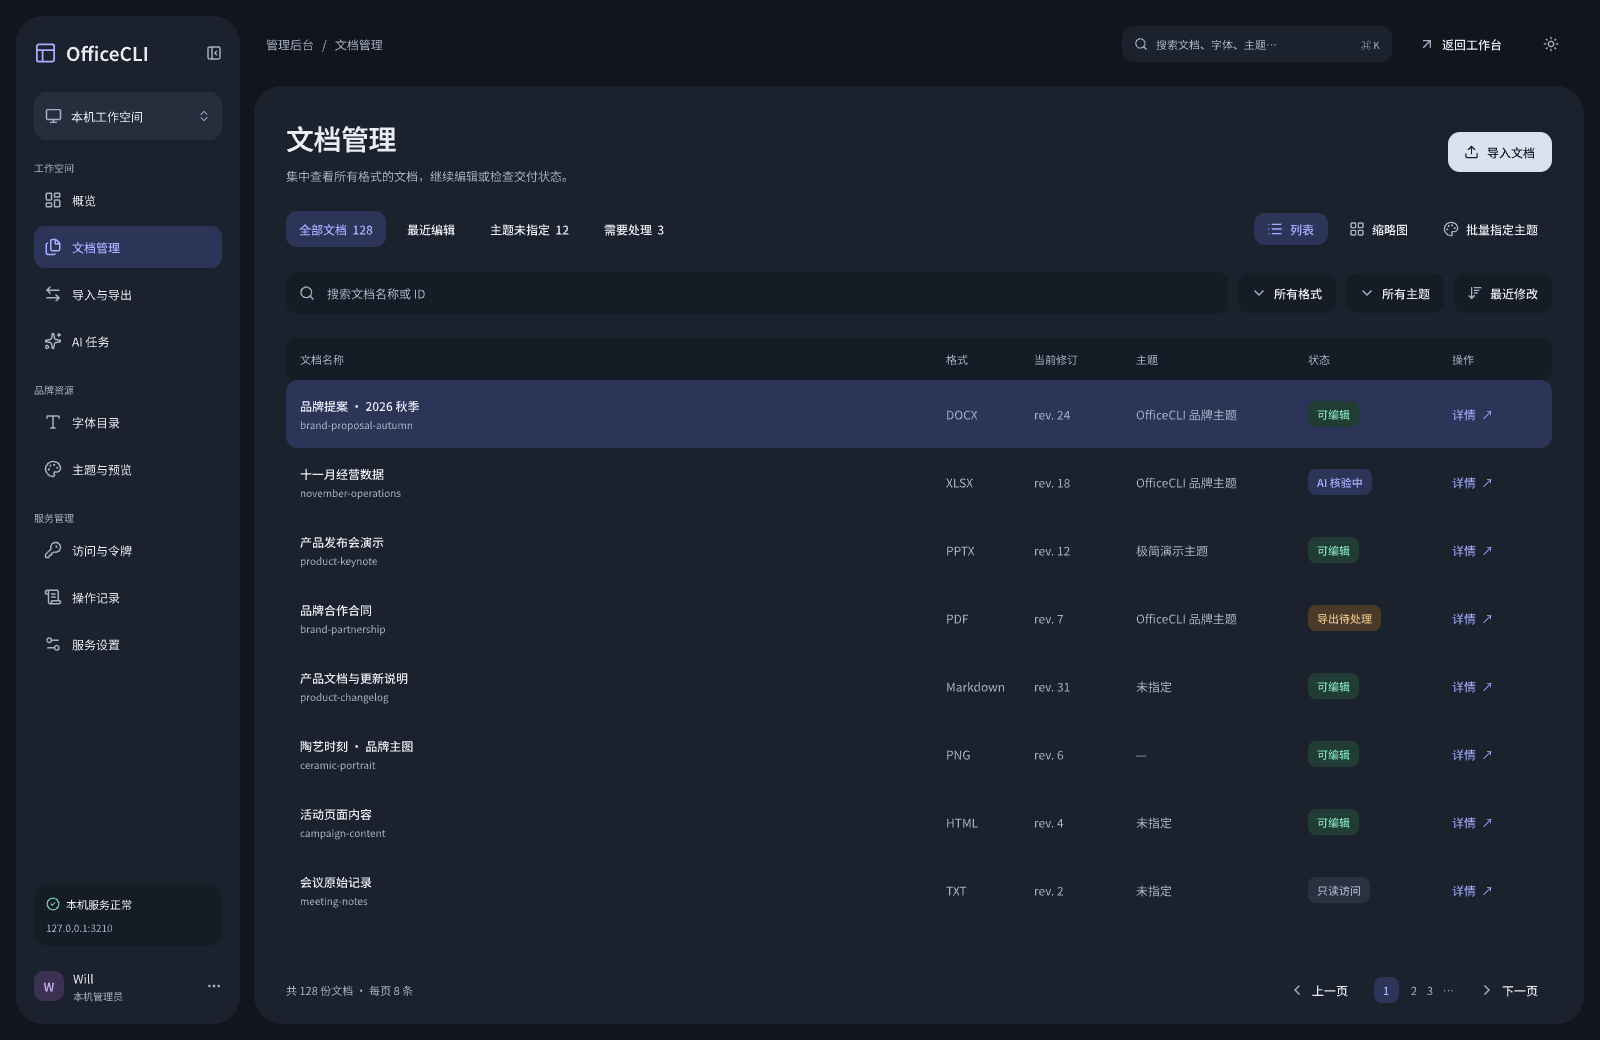 OfficeCLI
本机工作空间
工作空间
概览
文档管理
导入与导出
AI 任务
品牌资源
字体目录
主题与预览
服务管理
访问与令牌
操作记录
服务设置
本机服务正常
127.0.0.1:3210
W
Will
本机管理员
管理后台 / 文档管理
搜索文档、字体、主题…
⌘ K
返回工作台
文档管理
集中查看所有格式的文档，继续编辑或检查交付状态。
导入文档
全部文档 128
最近编辑
主题未指定 12
需要处理 3
列表
缩略图
批量指定主题
搜索文档名称或 ID
所有格式
所有主题
最近修改
文档名称 格式 当前修订 主题 状态 操作
品牌提案 · 2026 秋季
brand-proposal-autumn
DOCX rev. 24 OfficeCLI 品牌主题 可编辑 详情 ↗
十一月经营数据
november-operations
XLSX rev. 18 OfficeCLI 品牌主题 AI 核验中 详情 ↗
产品发布会演示
product-keynote
PPTX rev. 12 极简演示主题 可编辑 详情 ↗
品牌合作合同
brand-partnership
PDF rev. 7 OfficeCLI 品牌主题 导出待处理 详情 ↗
产品文档与更新说明
product-changelog
Markdown rev. 31 未指定 可编辑 详情 ↗
陶艺时刻 · 品牌主图
ceramic-portrait
PNG rev. 6 — 可编辑 详情 ↗
活动页面内容
campaign-content
HTML rev. 4 未指定 可编辑 详情 ↗
会议原始记录
meeting-notes
TXT rev. 2 未指定 只读访问 详情 ↗
共 128 份文档 · 每页 8 条
上一页 1 2 3 … 下一页